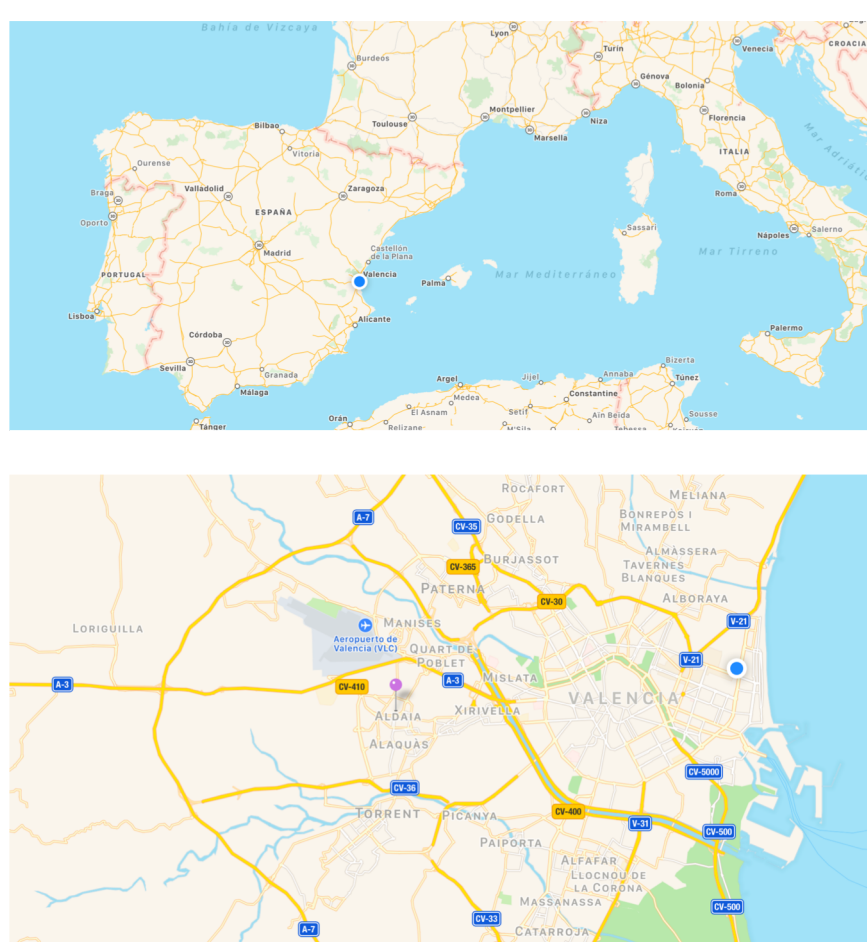 Bahía de Vizcaya
Lyon
Turín
Venecia
CROACIA
Burdeos
Génova
Bolonia
Montpellier
Toulouse
Niza
Florencia
Marsella
Bilbao
Vitoria
Mar Adriáti
ITALIA
Ourense
Valladolid
Zaragoza
Braga
Roma
ESPAÑA
Oporto
Sassari
Nápoles
Salerno
Madrid
Castellón
de la Plana
Mar Tirreno
PORTUGAL
Valencia
Palma
Mar Mediterráneo
Lisboa
Alicante
Córdoba
Palermo
Sevilla
Granada
Bizerta
Málaga
Argel
Jijel
Annaba
Túnez
Medea
Constantine
El Asnam
Setif
Aïn Beida
Sousse
Orán
Tánger
Relizane
M'Sila
Tebessa
ROCAFORT
MELIANA
A-7
CV-35
GODELLA
BONREPÒS I
MIRAMBELL
BURJASSOT
ALMÀSSERA
CV-365
TAVERNES
BLANQUES
PATERNA
CV-30
ALBORAYA
LORIGUILLA
MANISES
V-21
Aeropuerto de
Valencia (VLC)
QUART DE
POBLET
V-21
A-3
CV-410
A-3
MISLATA
VALENCIA
ALDAIA
XIRIVELLA
ALAQUÀS
CV-5000
CV-36
TORRENT
PICANYA
CV-400
V-31
CV-500
PAIPORTA
ALFAFAR
LLOCNOU DE
LA CORONA
MASSANASSA
CV-500
CV-33
A-7
CATARROJA